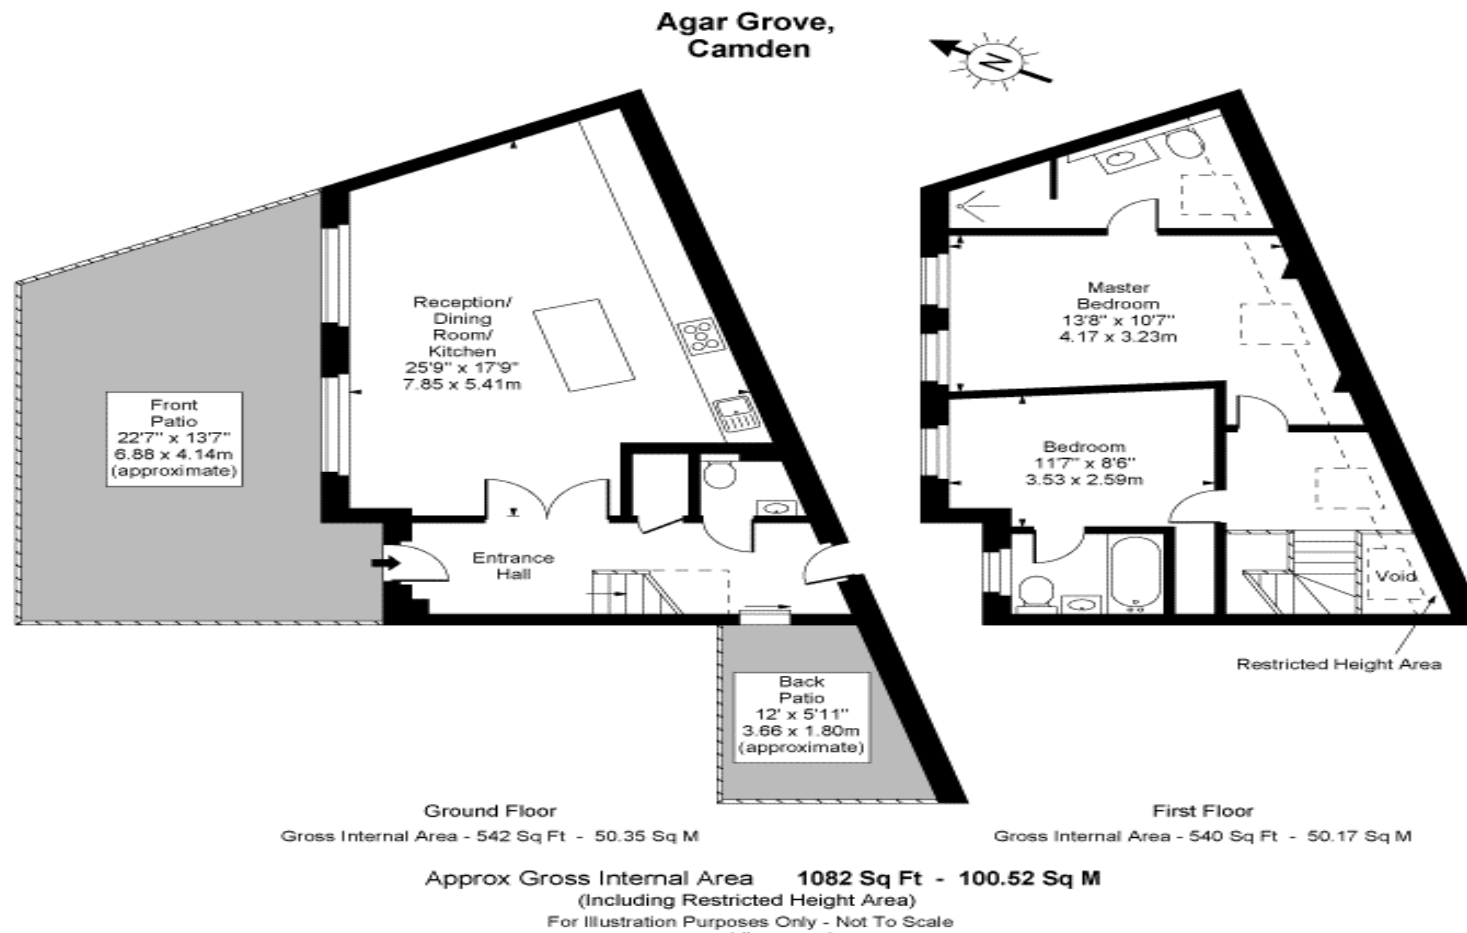 Agar Grove,
Camden
N
Reception/
Dining
Room/
Kitchen
25'9" x 17'9"
7.85 x 5.41m
Front
Patio
22'7" x 13'7"
6.88 x 4.14m
(approximate)
Entrance
Hall
Back
Patio
12' x 5'11"
3.66 x 1.80m
(approximate)
Master
Bedroom
13'8" x 10'7"
4.17 x 3.23m
Bedroom
11'7" x 8'6"
3.53 x 2.59m
Void
Restricted Height Area
Ground Floor
Gross Internal Area - 542 Sq Ft - 50.35 Sq M
First Floor
Gross Internal Area - 540 Sq Ft - 50.17 Sq M
Approx Gross Internal Area 1082 Sq Ft - 100.52 Sq M
(Including Restricted Height Area)
For Illustration Purposes Only - Not To Scale